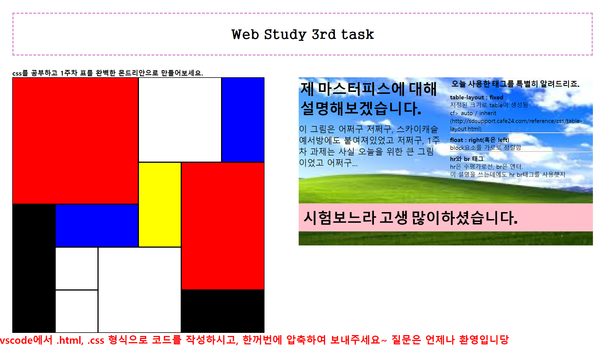 Web Study 3rd task
css를 공부하고 1주차 표를 완벽한 몬드리안으로 만들어보세요.
제 마스터피스에 대해
설명해보겠습니다.
이 그림은 어쩌구 저쩌구, 스카이캐슬
예서방에도 붙여져있었고 저쩌구, 1주
차 과제는 사실 오늘을 위한 큰 그림
이었고 어쩌구...
오늘 사용한 태그를 특별히 알려드리죠.
table-layout : fixed
지정된 크기로 table이 생성됨
cf> auto / inherit
(http://sdsupport.cafe24.com/reference/css/table-
layout.html)
float : right(혹은 left)
block요소를 가로로 정렬함
hr와 br 태그
hr은 수평가로선, br은 엔터
이 설명을 쓰는데에도 hr br태그를 사용했지
시험보느라 고생 많이하셨습니다.
vscode에서 .html, .css 형식으로 코드를 작성하시고, 한꺼번에 압축하여 보내주세요~ 질문은 언제나 환영입니당